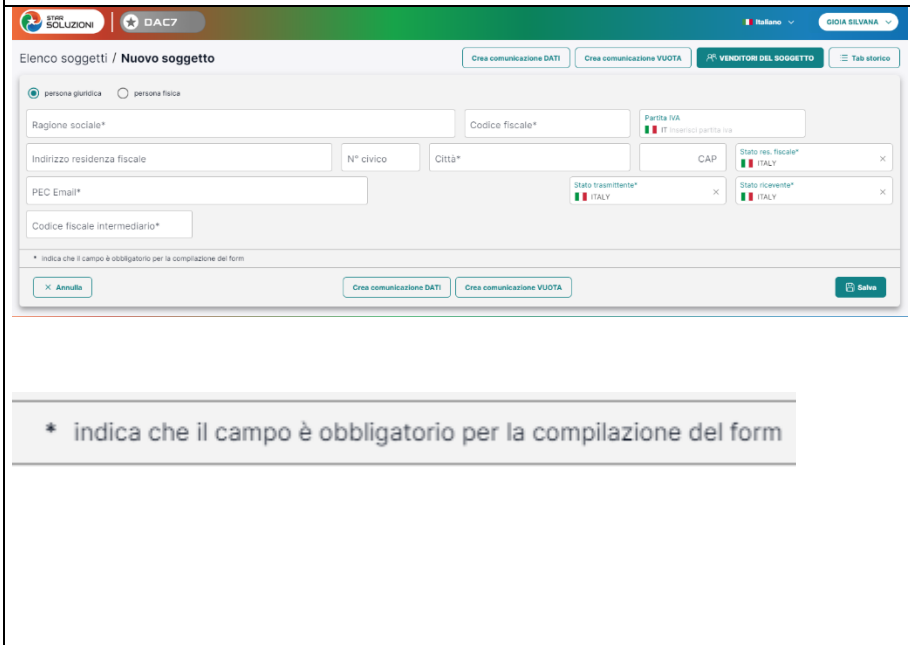 STAR SOLUZIONI DAC7 Italiano GIOIA SILVANA
Elenco soggetti / Nuovo soggetto Crea comunicazione DATI Crea comunicazione VUOTA VENDITORI DEL SOGGETTO Tab storico
persona giuridica persona fisica
Ragione sociale* Codice fiscale* Partita IVA
IT Inserisci partita iva
Indirizzo residenza fiscale N° civico Città* CAP Stato res. fiscale*
ITALY
PEC Email* Stato trasmittente* Stato ricevente*
ITALY ITALY
Codice fiscale intermediario*
* indica che il campo è obbligatorio per la compilazione del form
Annulla Crea comunicazione DATI Crea comunicazione VUOTA Salva
* indica che il campo è obbligatorio per la compilazione del form